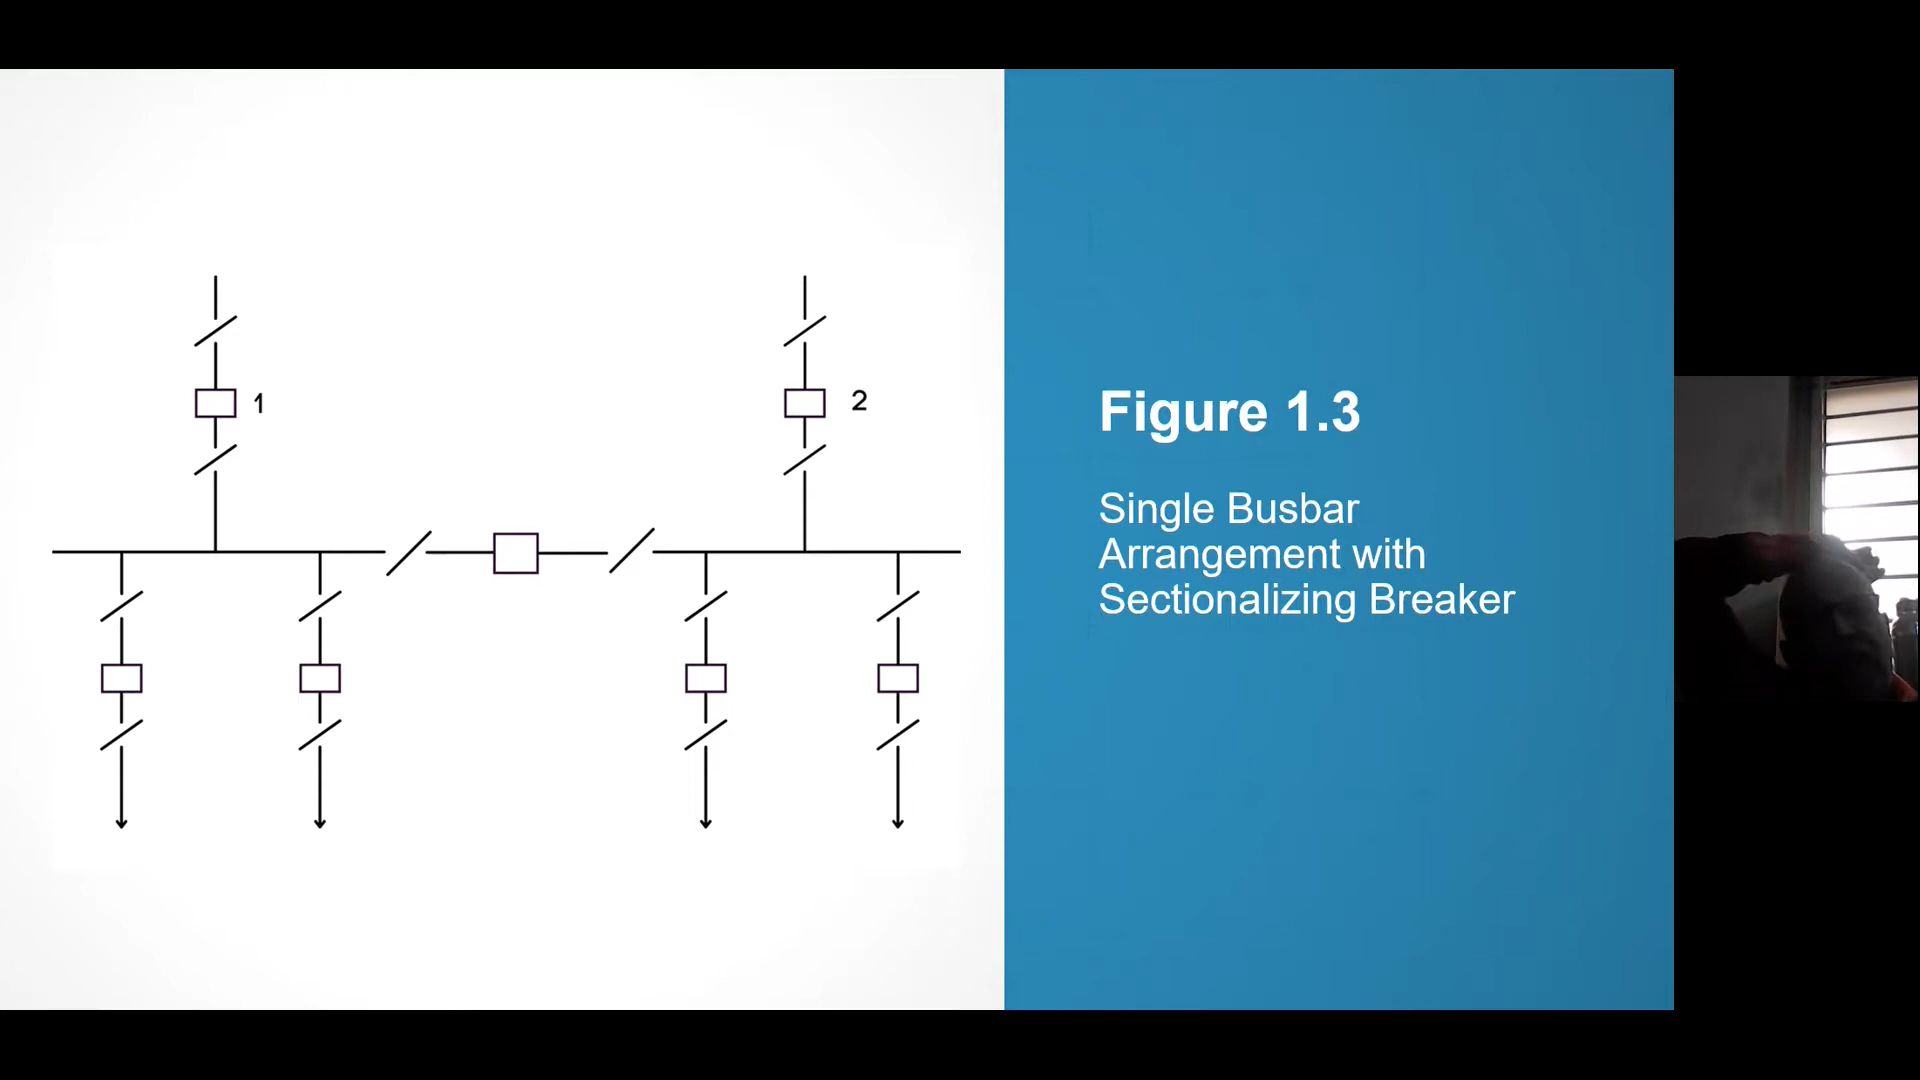 1
2
Figure 1.3
Single Busbar
Arrangement with
Sectionalizing Breaker